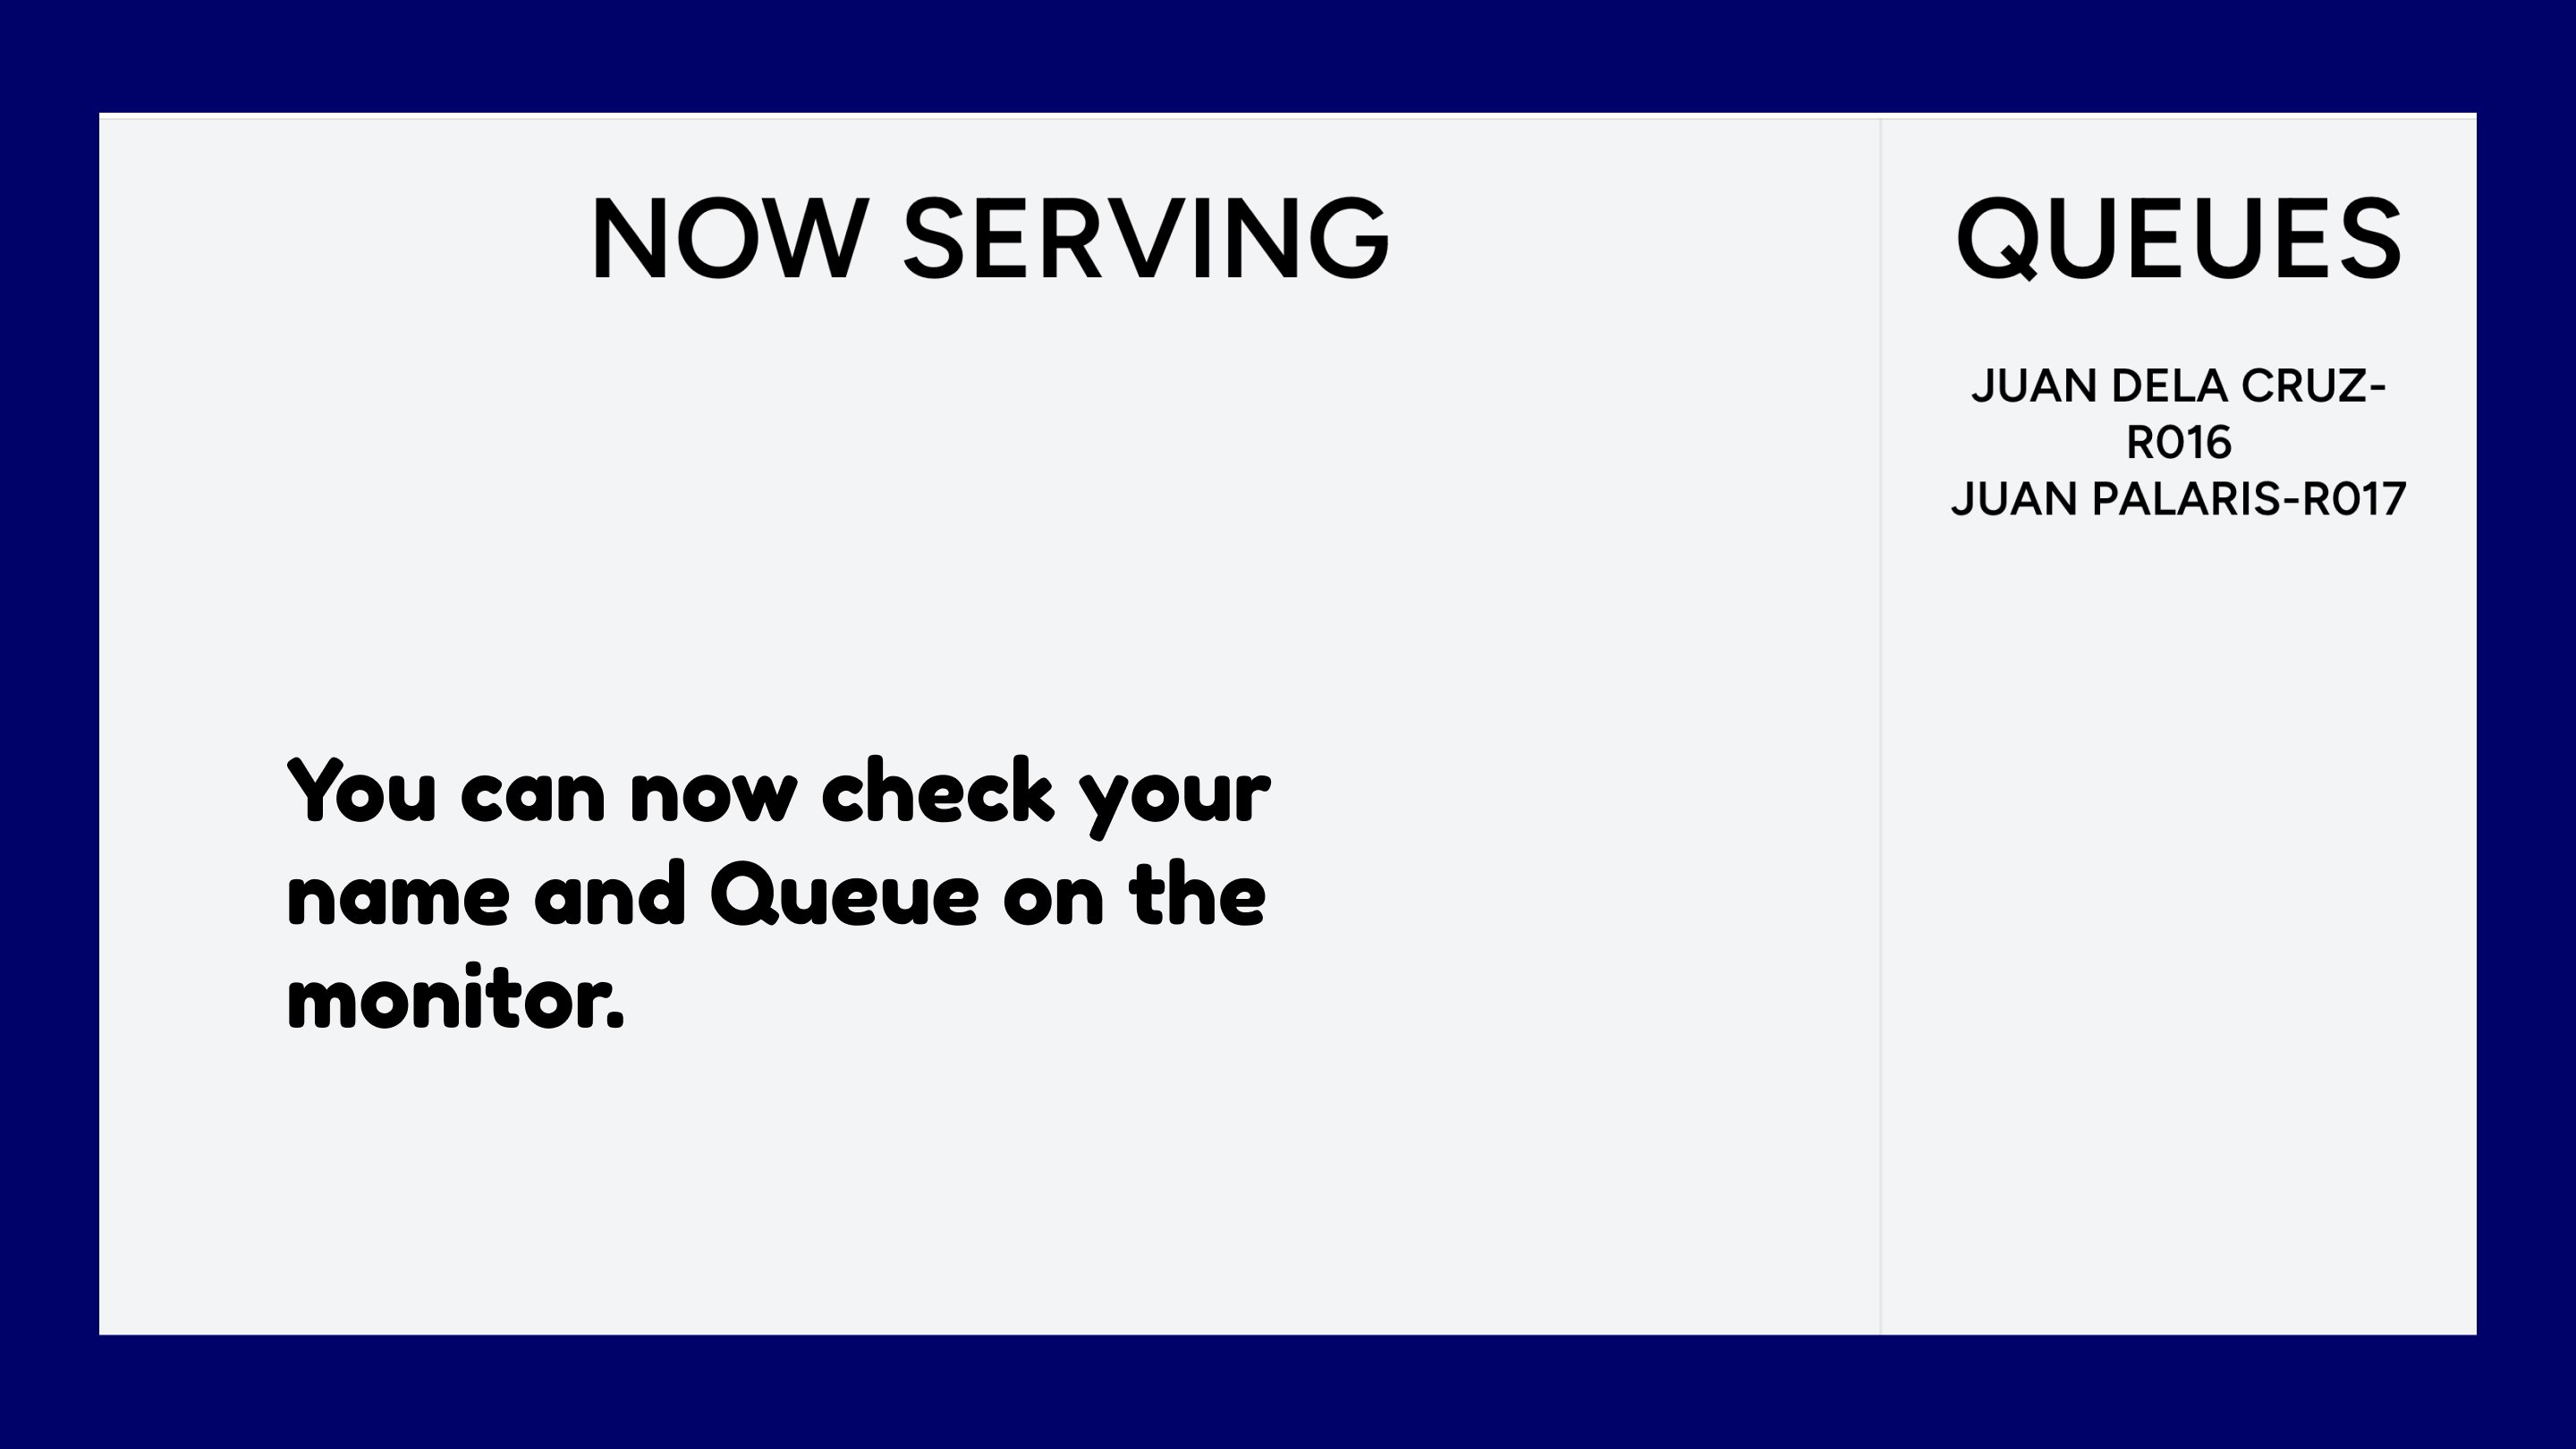 NOW SERVING
You can now check your
name and Queue on the
monitor.
QUEUES
JUAN DELA CRUZ-
R016
JUAN PALARIS-R017